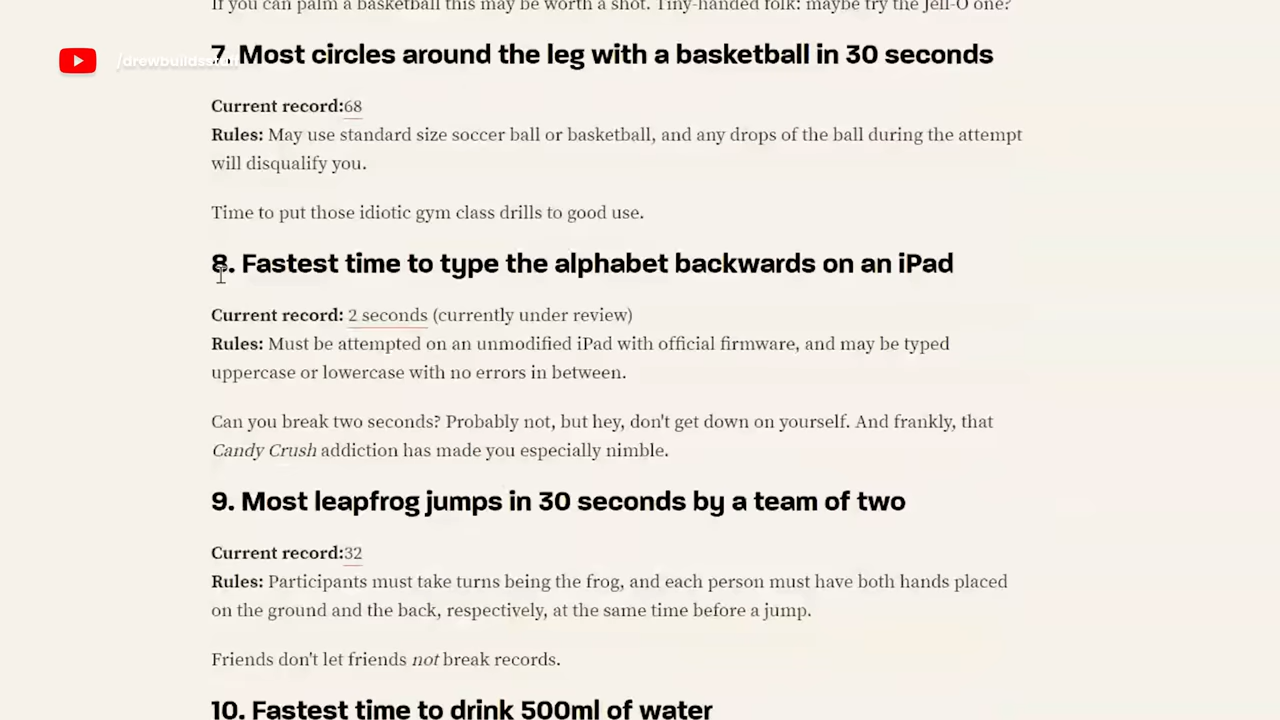 If you can palm a basketball this may be worth a shot. Tiny-handed folk: maybe try the Jell-O one?
/drewbuildsstuff
7. Most circles around the leg with a basketball in 30 seconds
Current record:68
Rules: May use standard size soccer ball or basketball, and any drops of the ball during the attempt
will disqualify you.
Time to put those idiotic gym class drills to good use.
8. Fastest time to type the alphabet backwards on an iPad
Current record: 2 seconds (currently under review)
Rules: Must be attempted on an unmodified iPad with official firmware, and may be typed
uppercase or lowercase with no errors in between.
Can you break two seconds? Probably not, but hey, don't get down on yourself. And frankly, that
Candy Crush addiction has made you especially nimble.
9. Most leapfrog jumps in 30 seconds by a team of two
Current record:32
Rules: Participants must take turns being the frog, and each person must have both hands placed
on the ground and the back, respectively, at the same time before a jump.
Friends don't let friends not break records.
10. Fastest time to drink 500ml of water